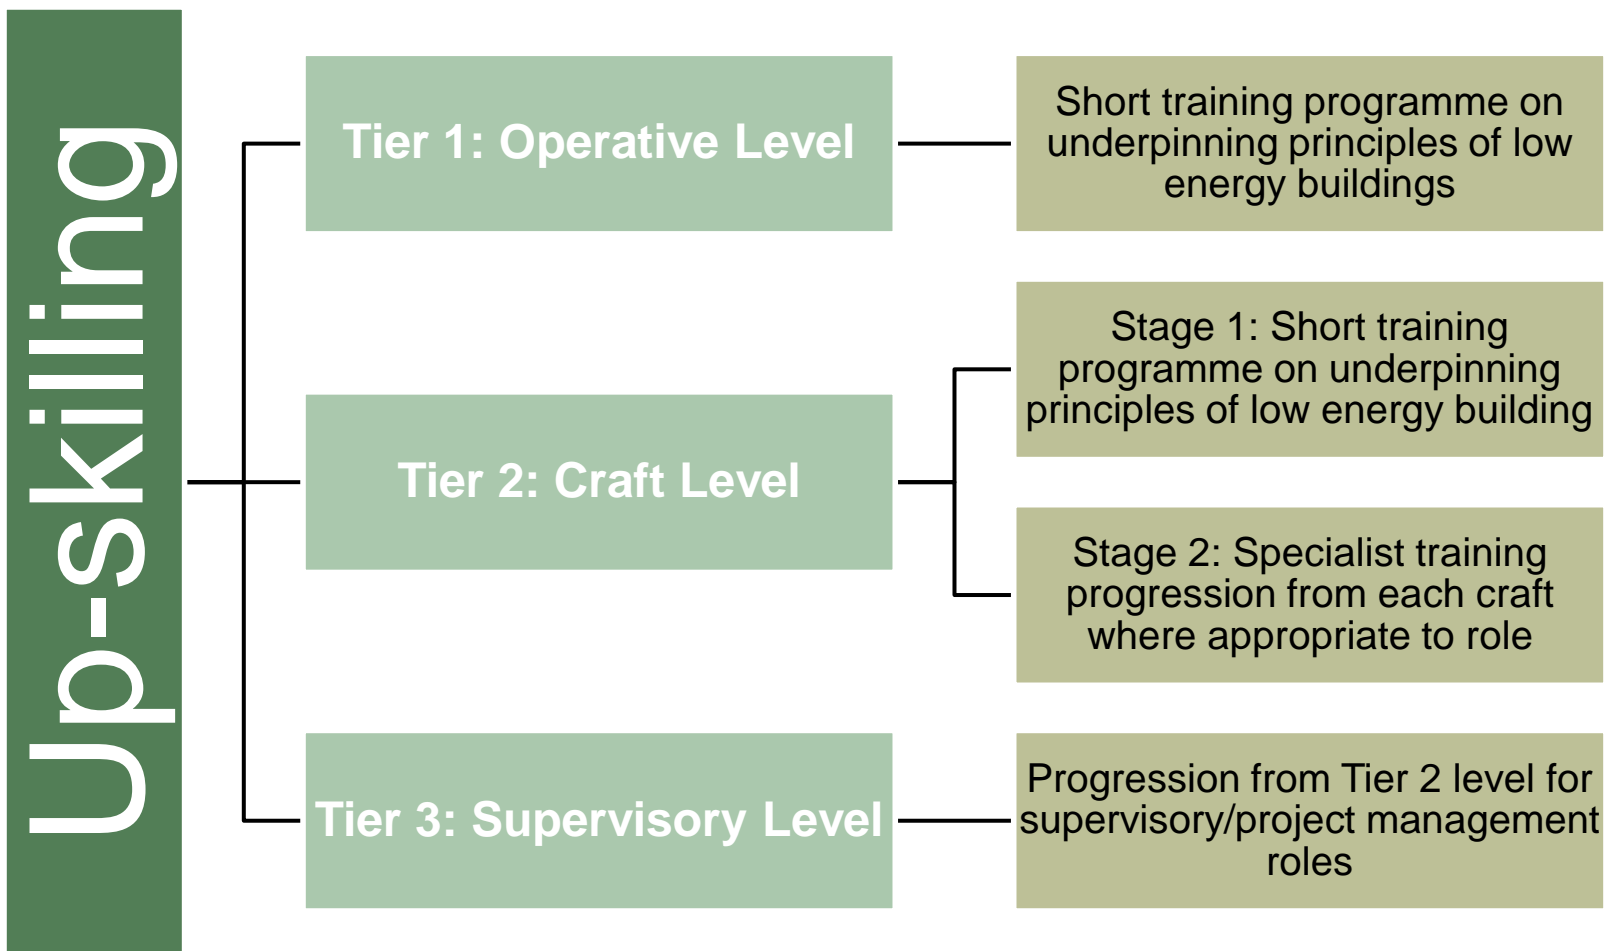 Up-skilling
Tier 1: Operative Level
Short training programme on
underpinning principles of low
energy buildings
Tier 2: Craft Level
Stage 1: Short training
programme on underpinning
principles of low energy building
Stage 2: Specialist training
progression from each craft
where appropriate to role
Tier 3: Supervisory Level
Progression from Tier 2 level for
supervisory/project management
roles